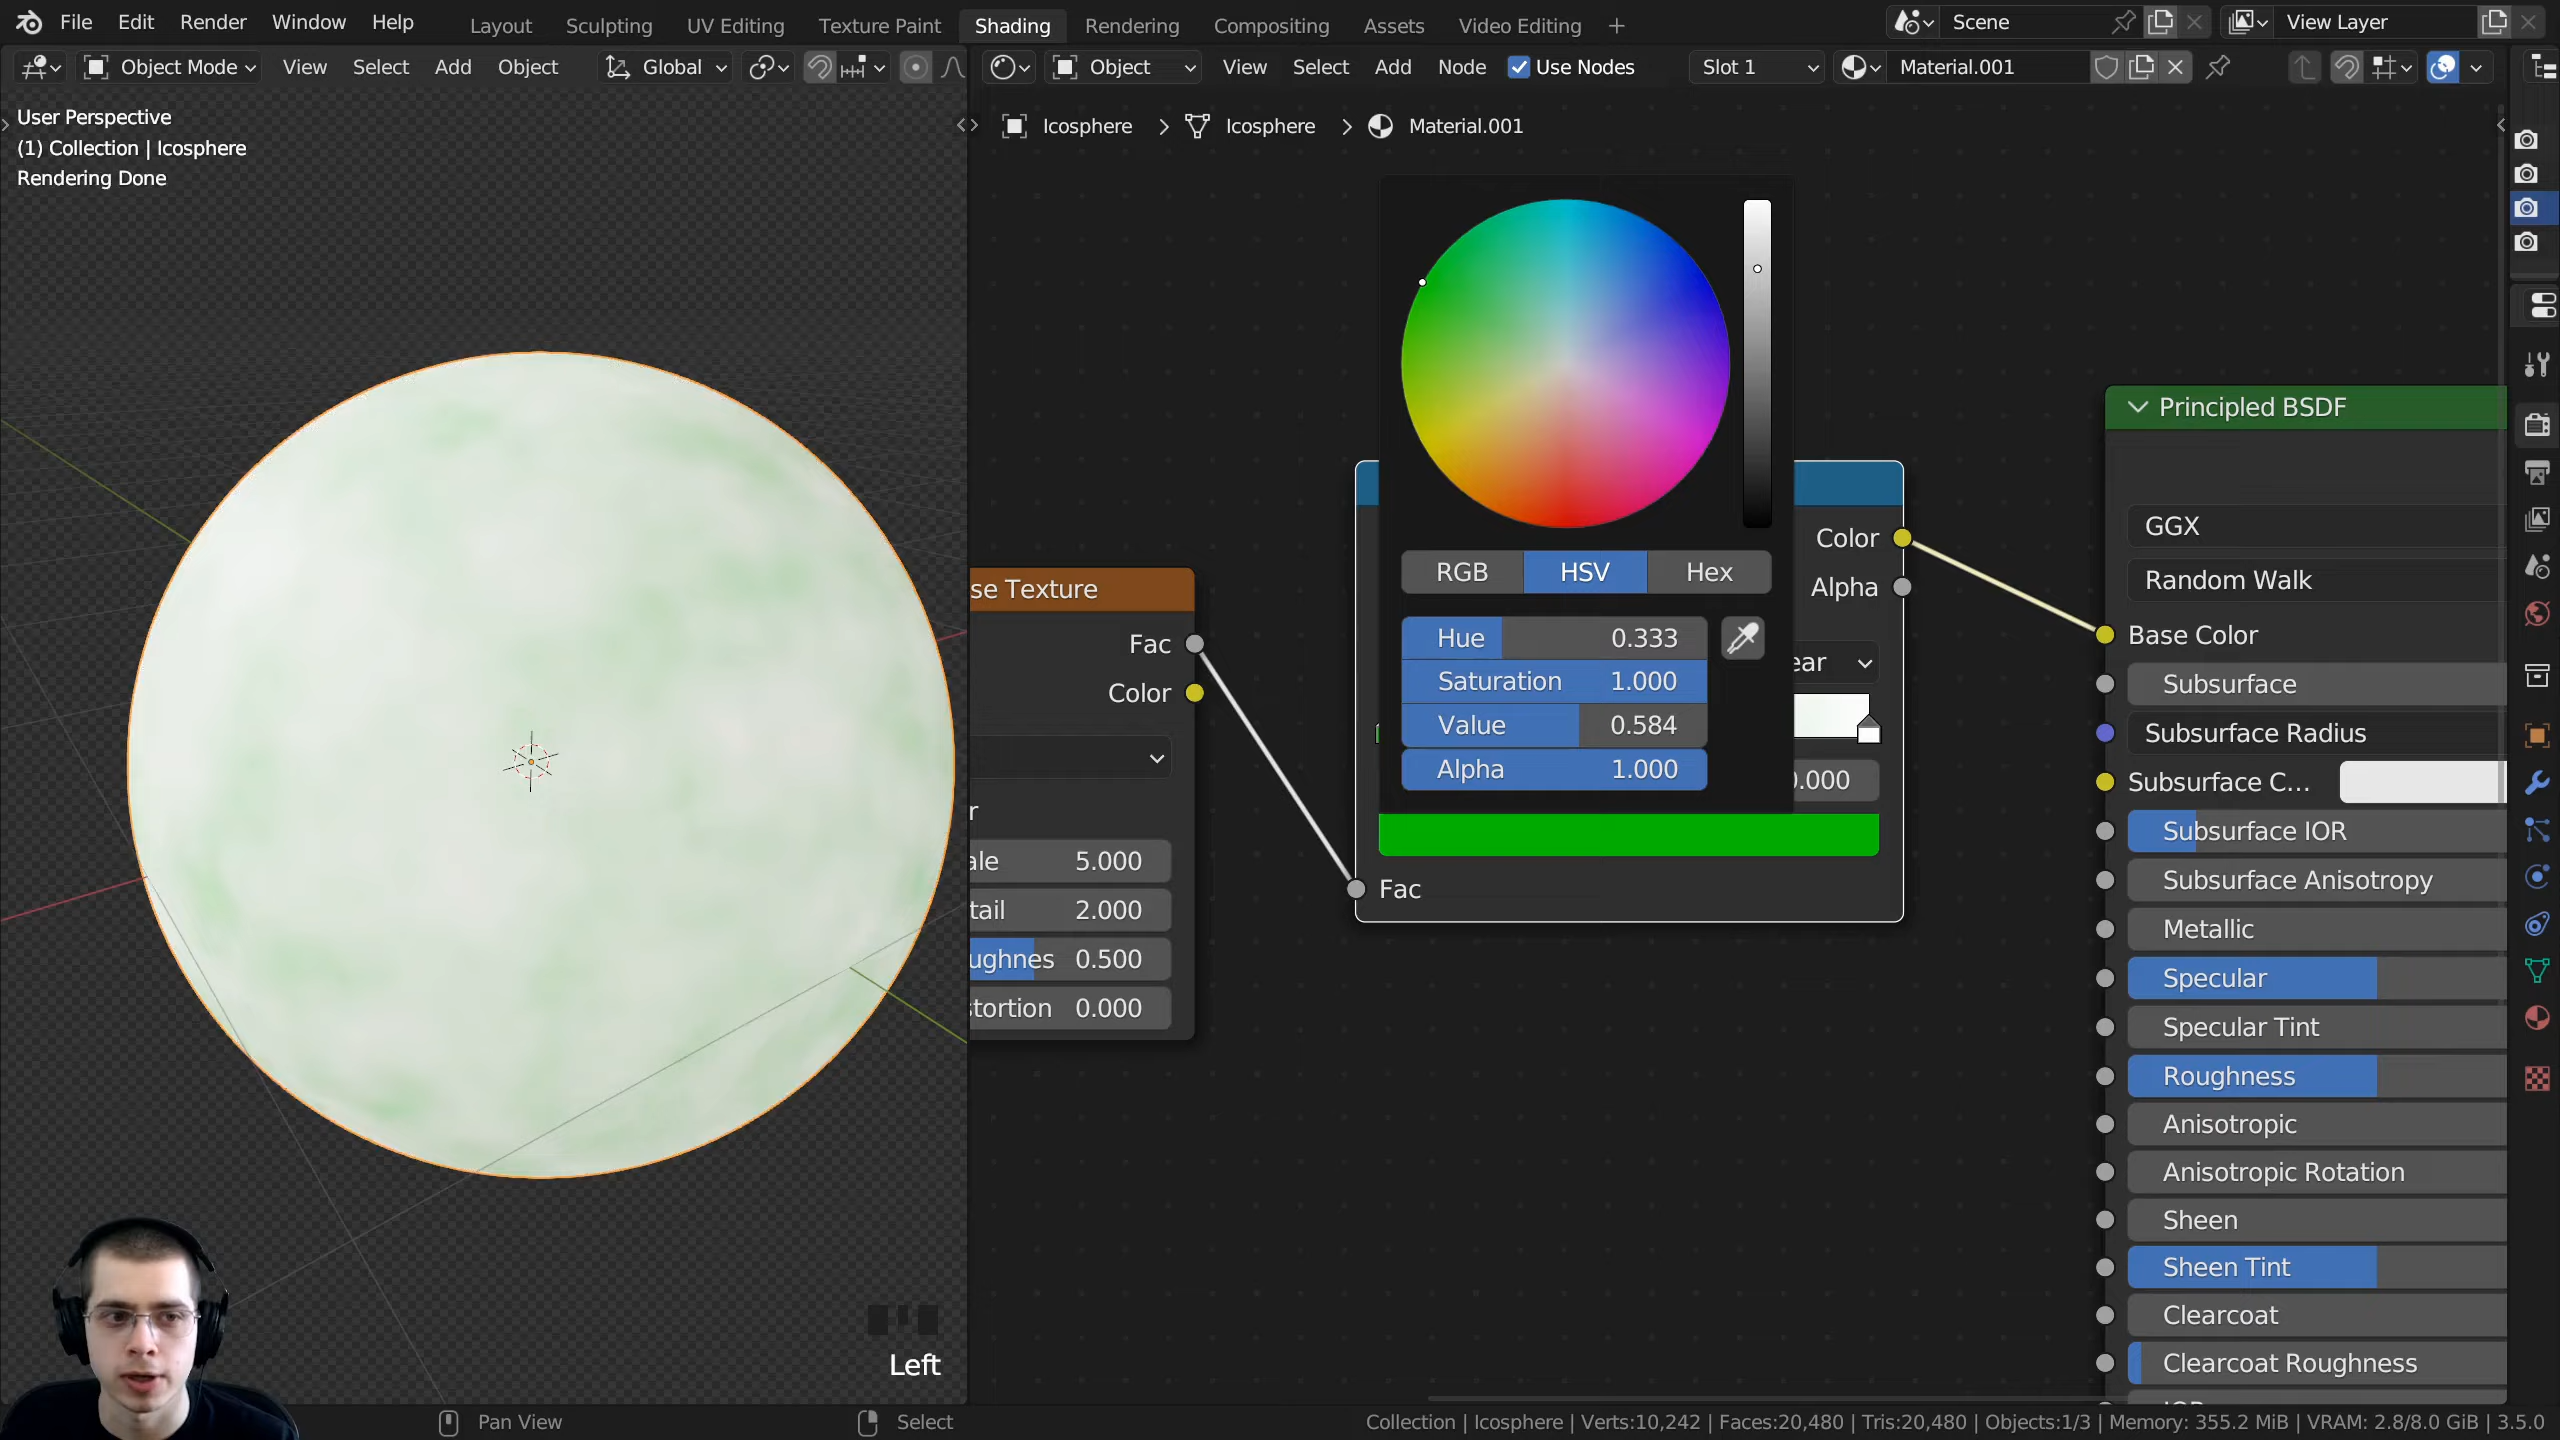 File Edit Render Window Help Layout Sculpting UV Editing Texture Paint Shading Rendering Compositing Assets Video Editing + Scene View Layer
Object Mode View Select Add Object Global Object View Select Add Node Use Nodes Slot 1 Material.001
User Perspective
(1) Collection | Icosphere
Rendering Done
Icosphere > Icosphere > Material.001
RGB HSV Hex
Hue 0.333
Saturation 1.000
Value 0.584
Alpha 1.000
se Texture
Fac
Color
r
ale 5.000
tail 2.000
ughnes 0.500
stortion 0.000
Color
Alpha
ear
0.000
Fac
Principled BSDF
GGX
Random Walk
Base Color
Subsurface
Subsurface Radius
Subsurface C...
Subsurface IOR
Subsurface Anisotropy
Metallic
Specular
Specular Tint
Roughness
Anisotropic
Anisotropic Rotation
Sheen
Sheen Tint
Clearcoat
Clearcoat Roughness
Left
Pan View Select Collection | Icosphere | Verts:10,242 | Faces:20,480 | Tris:20,480 | Objects:1/3 | Memory: 355.2 MiB | VRAM: 2.8/8.0 GiB | 3.5.0